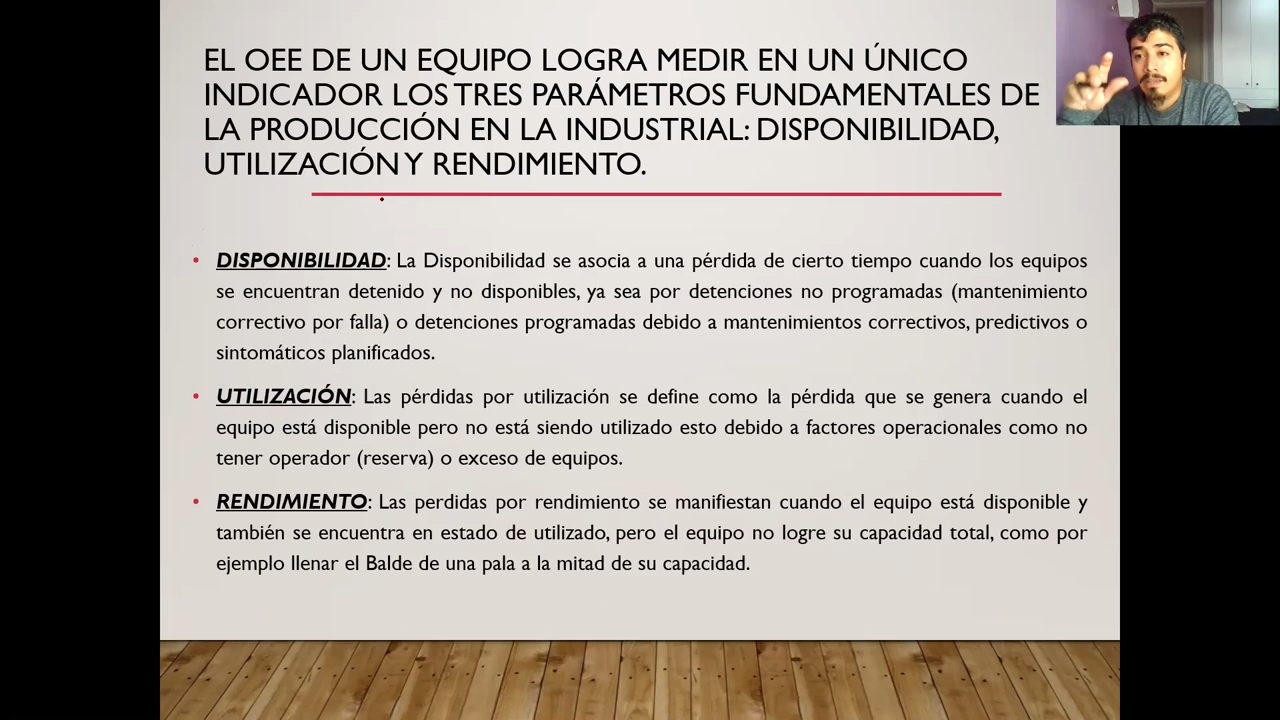 EL OEE DE UN EQUIPO LOGRA MEDIR EN UN ÚNICO
INDICADOR LOS TRES PARÁMETROS FUNDAMENTALES DE
LA PRODUCCIÓN EN LA INDUSTRIAL: DISPONIBILIDAD,
UTILIZACIÓN Y RENDIMIENTO.
• DISPONIBILIDAD: La Disponibilidad se asocia a una pérdida de cierto tiempo cuando los equipos
se encuentran detenido y no disponibles, ya sea por detenciones no programadas (mantenimiento
correctivo por falla) o detenciones programadas debido a mantenimientos correctivos, predictivos o
sintomáticos planificados.
• UTILIZACIÓN: Las pérdidas por utilización se define como la pérdida que se genera cuando el
equipo está disponible pero no está siendo utilizado esto debido a factores operacionales como no
tener operador (reserva) o exceso de equipos.
• RENDIMIENTO: Las perdidas por rendimiento se manifiestan cuando el equipo está disponible y
también se encuentra en estado de utilizado, pero el equipo no logre su capacidad total, como por
ejemplo llenar el Balde de una pala a la mitad de su capacidad.